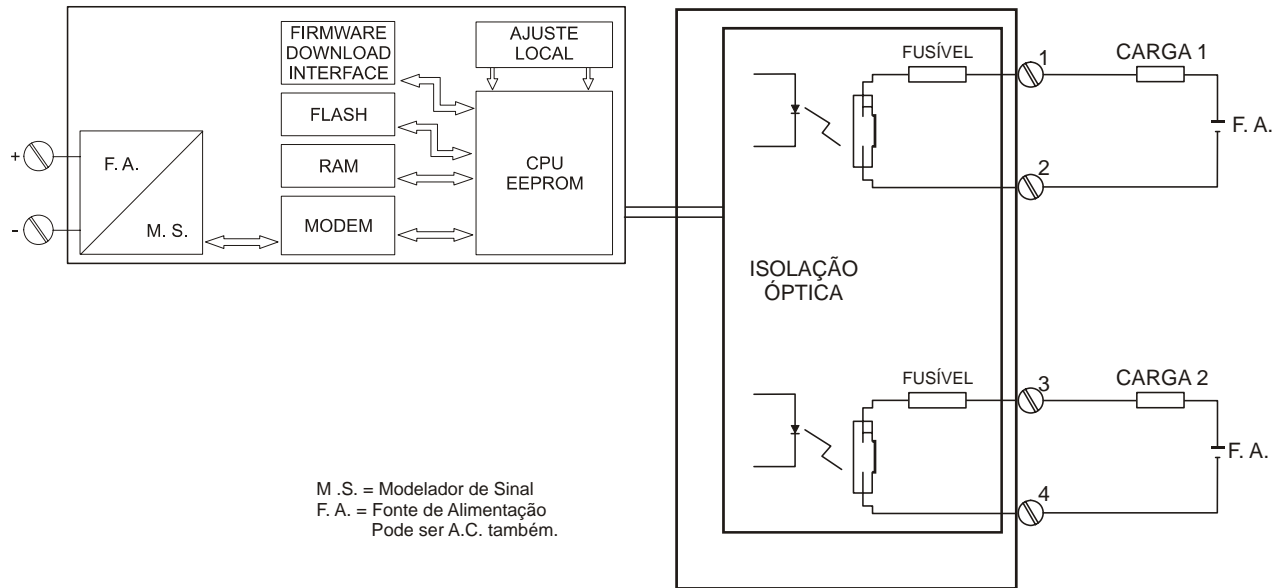 FIRMWARE
DOWNLOAD
INTERFACE
AJUSTE
LOCAL
FLASH
RAM
MODEM
CPU
EEPROM
+
-
F. A.
M. S.
ISOLAÇÃO
ÓPTICA
FUSÍVEL
1
CARGA 1
F. A.
2
FUSÍVEL
3
CARGA 2
F. A.
4
M .S. = Modelador de Sinal
F. A. = Fonte de Alimentação
Pode ser A.C. também.